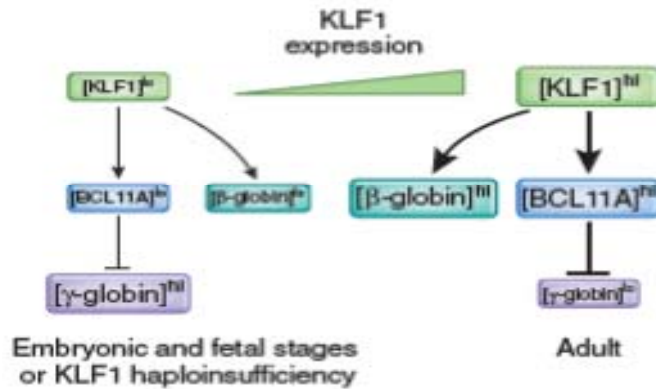 KLF1
expression
[KLF1]lo
[KLF1]hi
[BCL11A]lo
[β-globin]lo
[β-globin]hi
[BCL11A]hi
[γ-globin]hi
[γ-globin]lo
Embryonic and fetal stages
or KLF1 haploinsufficiency
Adult